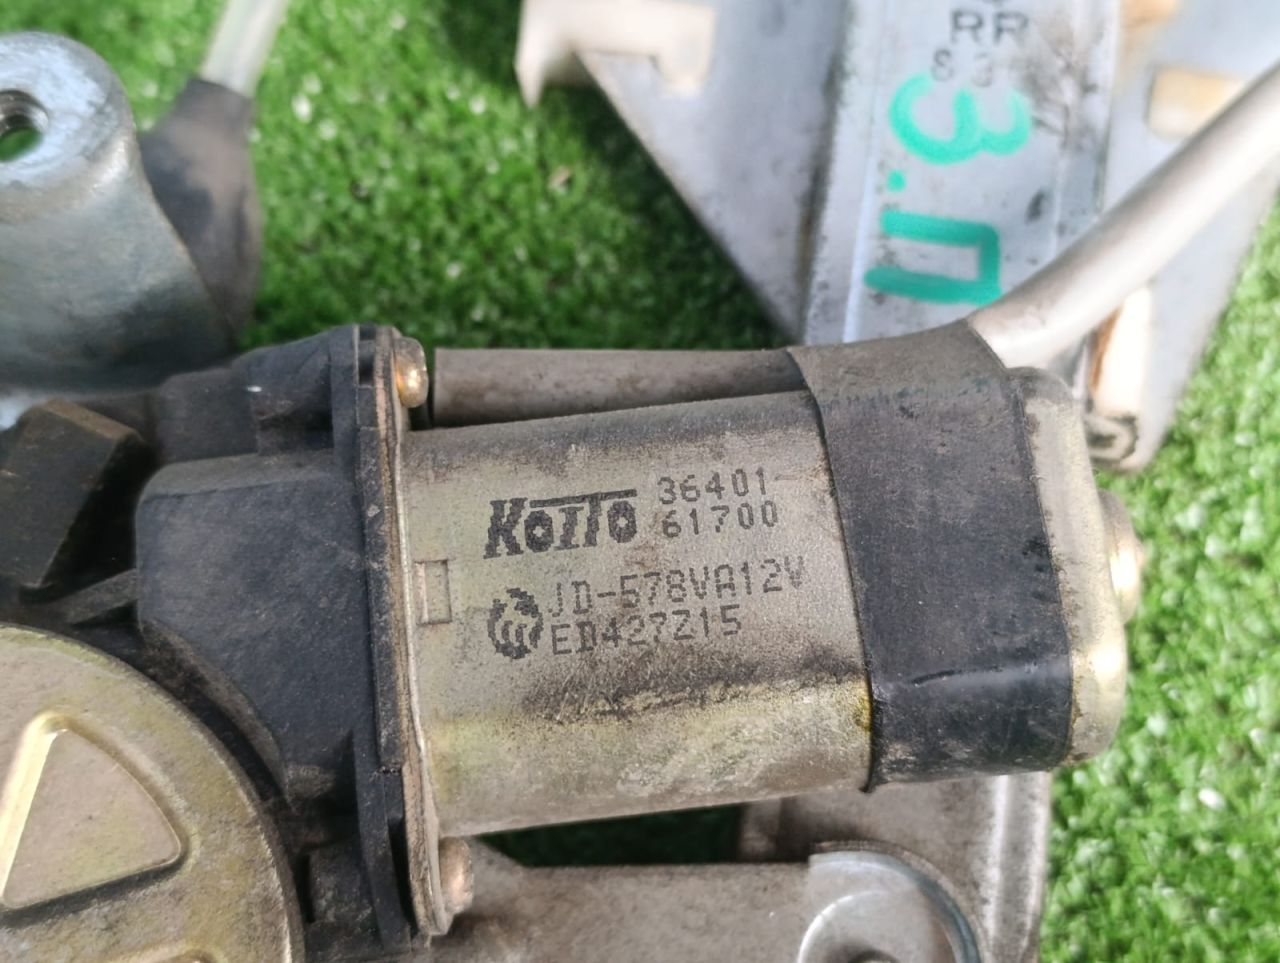 RR
З.П
KOITO
36401-
61700
JD-578VA12V
ED427Z15